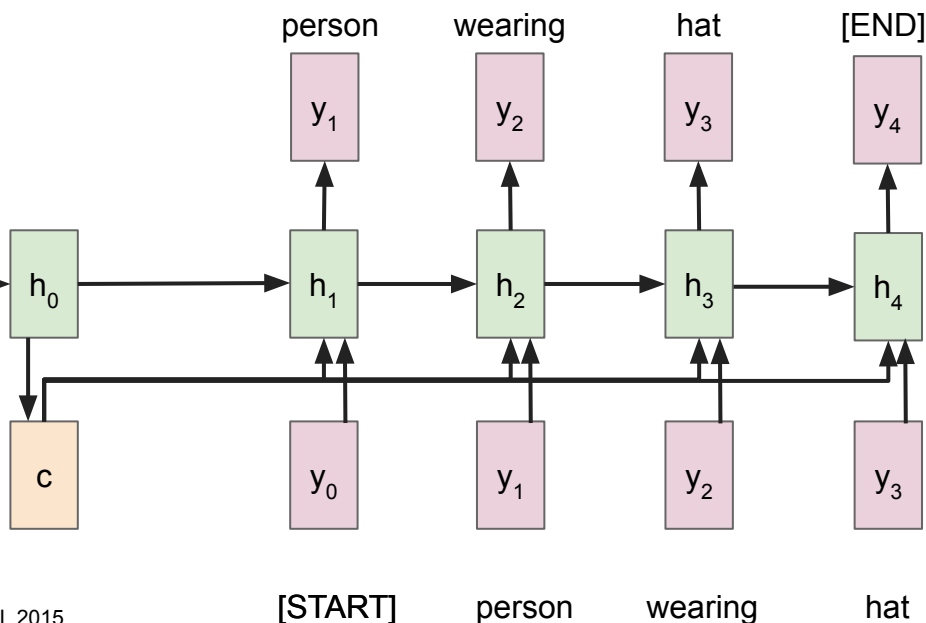 person wearing hat [END]
y1 y2 y3 y4
h0 h1 h2 h3 h4
c y0 y1 y2 y3
[START] person wearing hat
2015